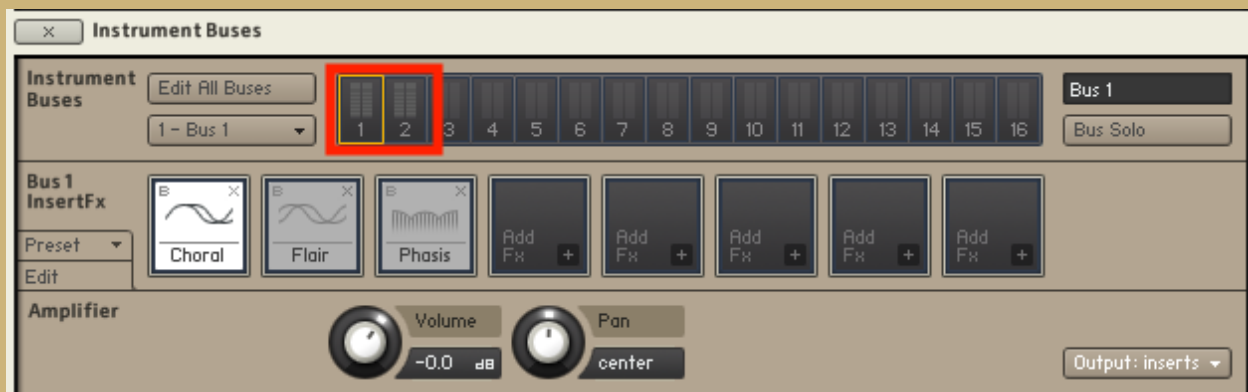 × Instrument Buses
Instrument Buses
Edit All Buses
1 - Bus 1
1 2 3 4 5 6 7 8 9 10 11 12 13 14 15 16
Bus 1
Bus Solo
Bus 1
InsertFx
Preset
Edit
B X
Choral
B X
Flair
B X
Phasis
Add
Fx +
Add
Fx +
Add
Fx +
Add
Fx +
Add
Fx +
Amplifier
Volume
-0.0 dB
Pan
center
Output: inserts